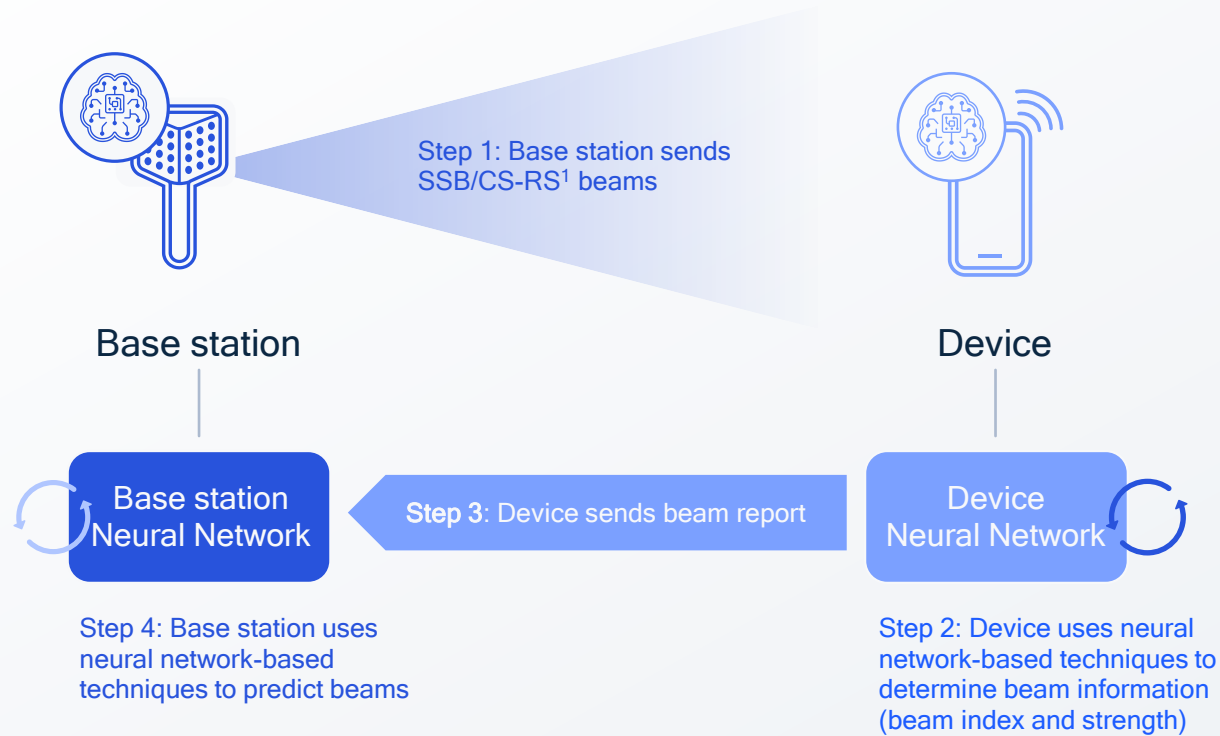 Step 1: Base station sends
SSB/CS-RS¹ beams
Base station
Device
Base station
Neural Network
Step 3: Device sends beam report
Device
Neural Network
Step 4: Base station uses
neural network-based
techniques to predict beams
Step 2: Device uses neural
network-based techniques to
determine beam information
(beam index and strength)